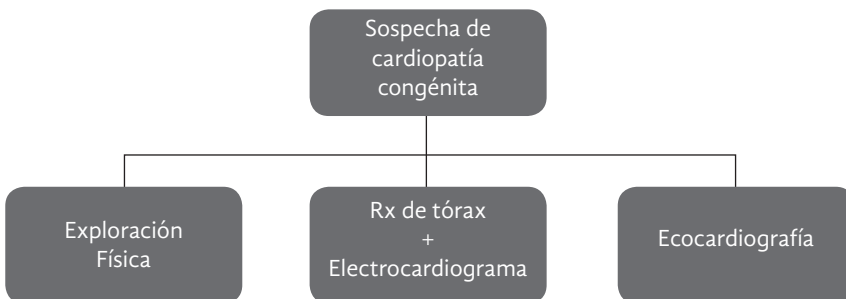 Sospecha de
cardiopatía
congénita
Exploración
Física
Rx de tórax
+
Electrocardiograma
Ecocardiografía